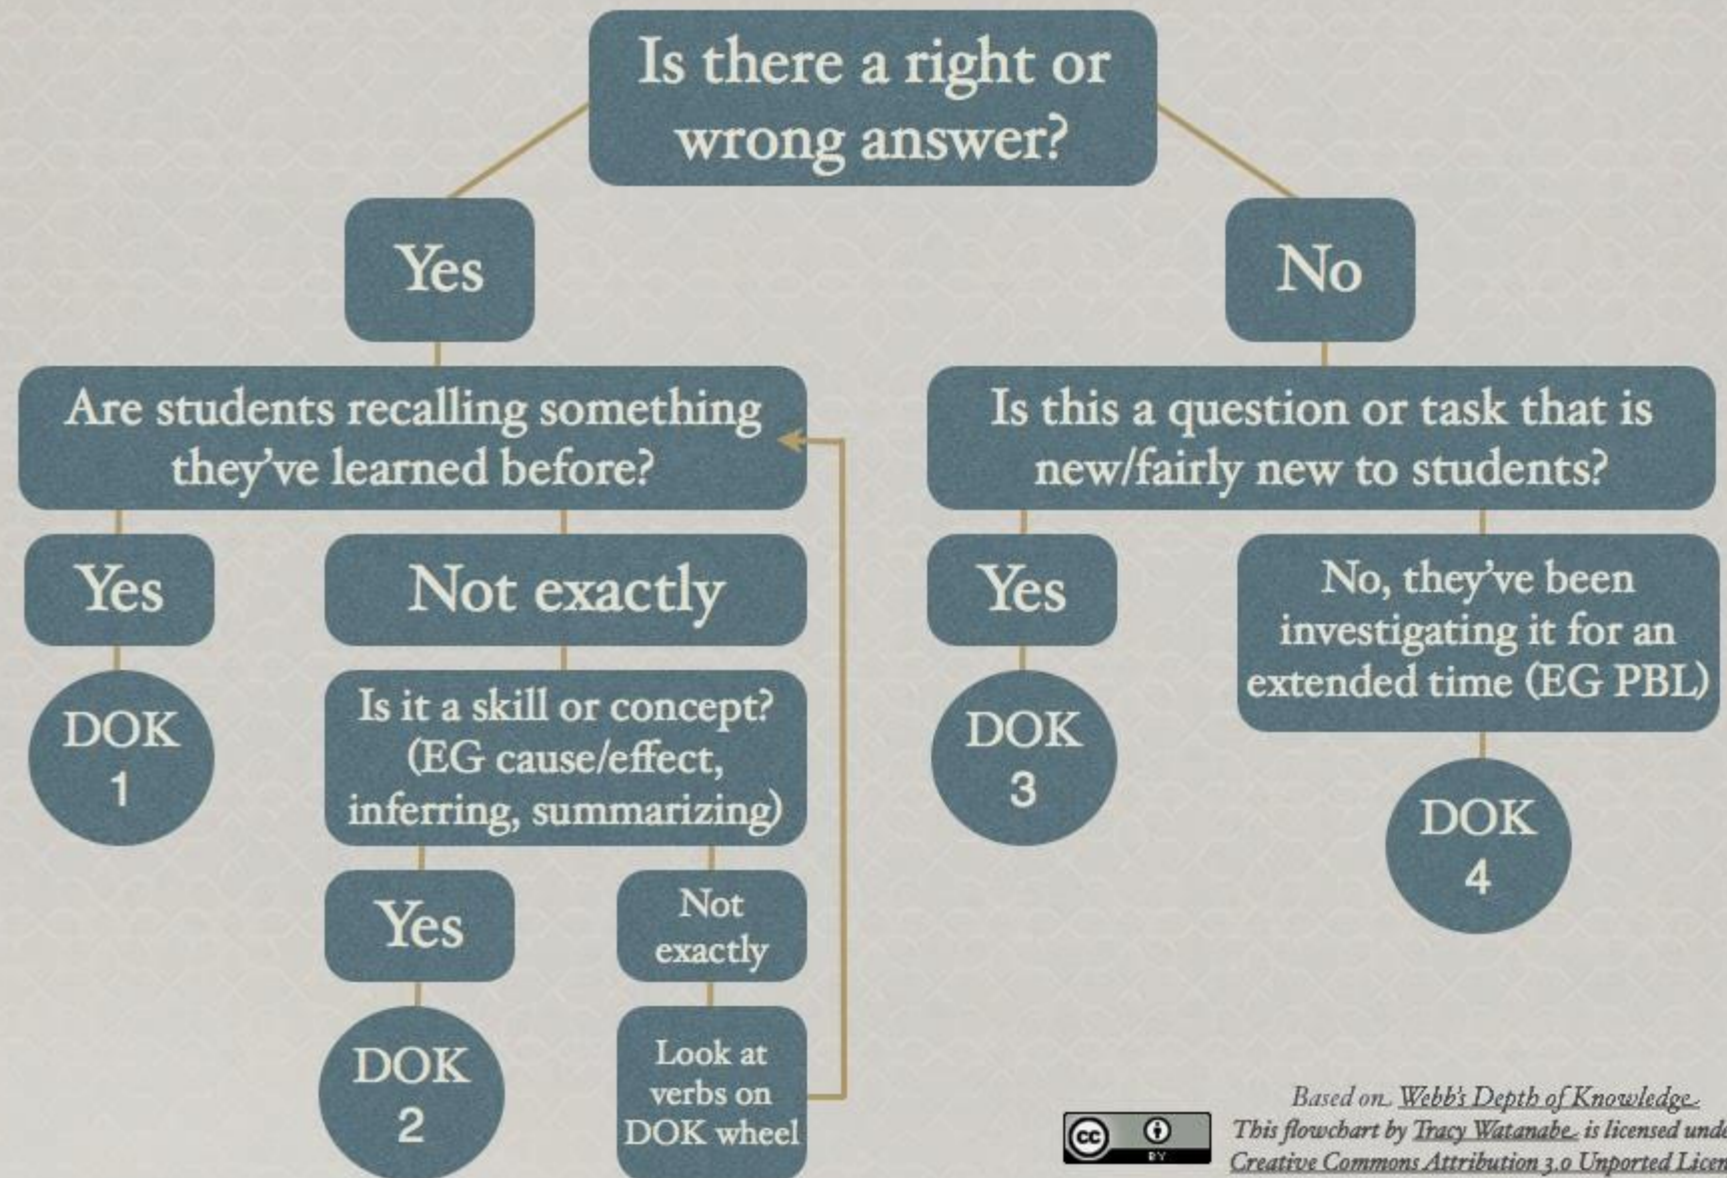 Is there a right or
wrong answer?
Yes
No
Are students recalling something
they've learned before?
Is this a question or task that is
new/fairly new to students?
Yes
Not exactly
Yes
No, they've been
investigating it for an
extended time (EG PBL)
DOK
1
Is it a skill or concept?
(EG cause/effect,
inferring, summarizing)
DOK
3
DOK
4
Yes
Not
exactly
DOK
2
Look at
verbs on
DOK wheel
Based on Webb's Depth of Knowledge
This flowchart by Tracy Watanabe is licensed unde
Creative Commons Attribution 3.0 Unported Licen
cc
BY